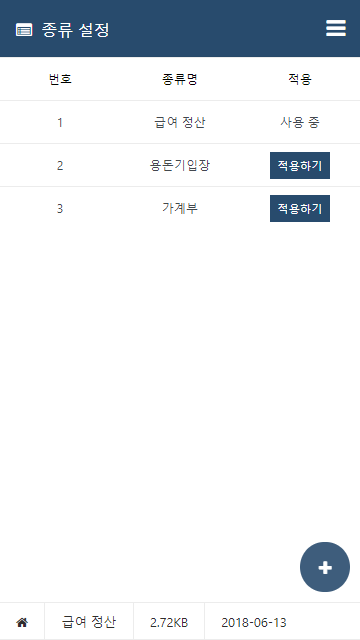 종류 설정
번호 종류명 적용
1 급여 정산 사용 중
2 용돈기입장 적용하기
3 가계부 적용하기
급여 정산 2.72KB 2018-06-13